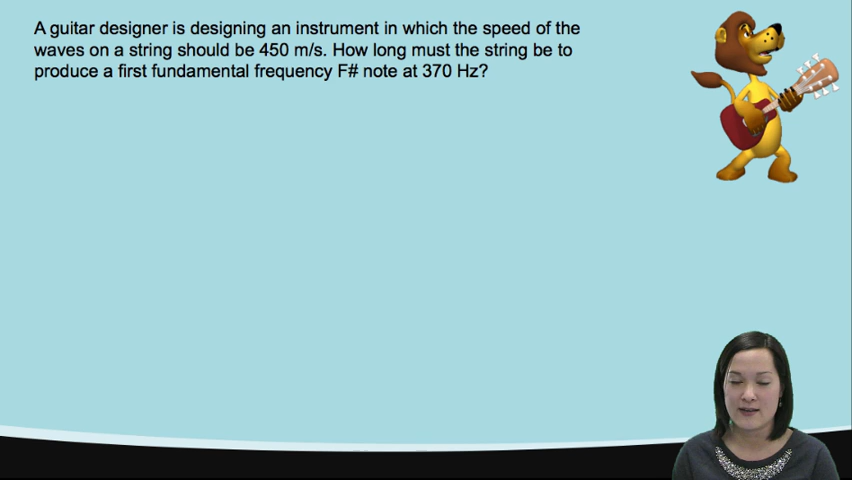 A guitar designer is designing an instrument in which the speed of the
waves on a string should be 450 m/s. How long must the string be to
produce a first fundamental frequency F# note at 370 Hz?